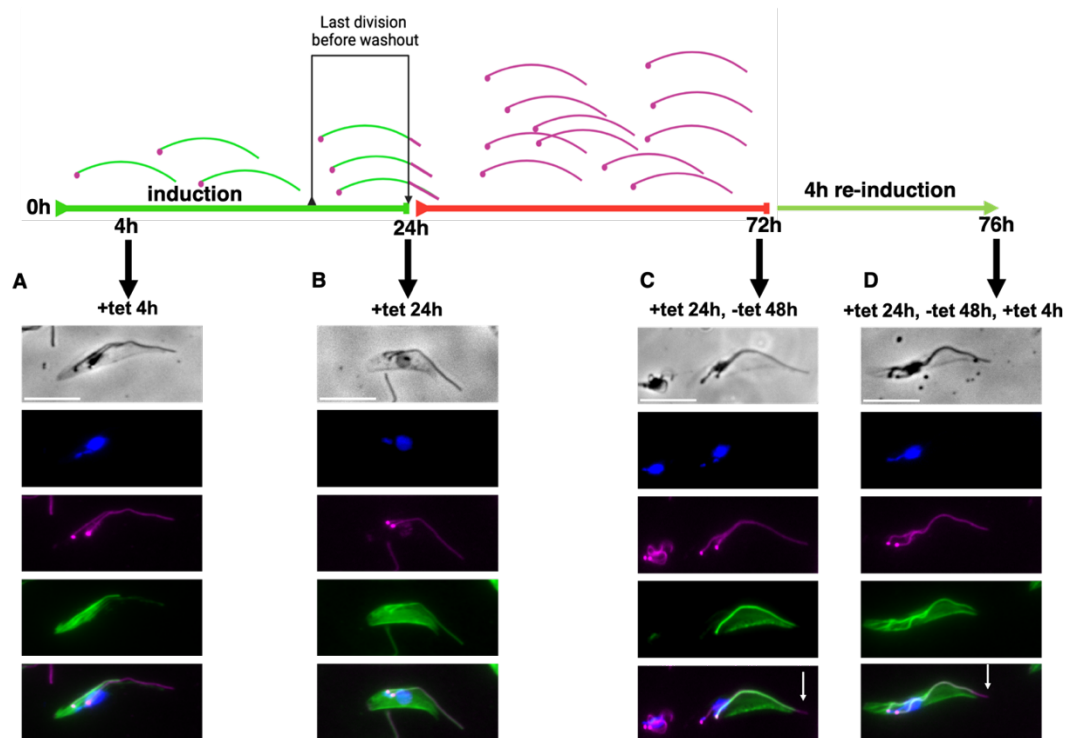 Last division
before washout
induction
4h re-induction
0h
4h
24h
72h
76h
A
B
C
D
+tet 4h
+tet 24h
+tet 24h, -tet 48h
+tet 24h, -tet 48h, +tet 4h